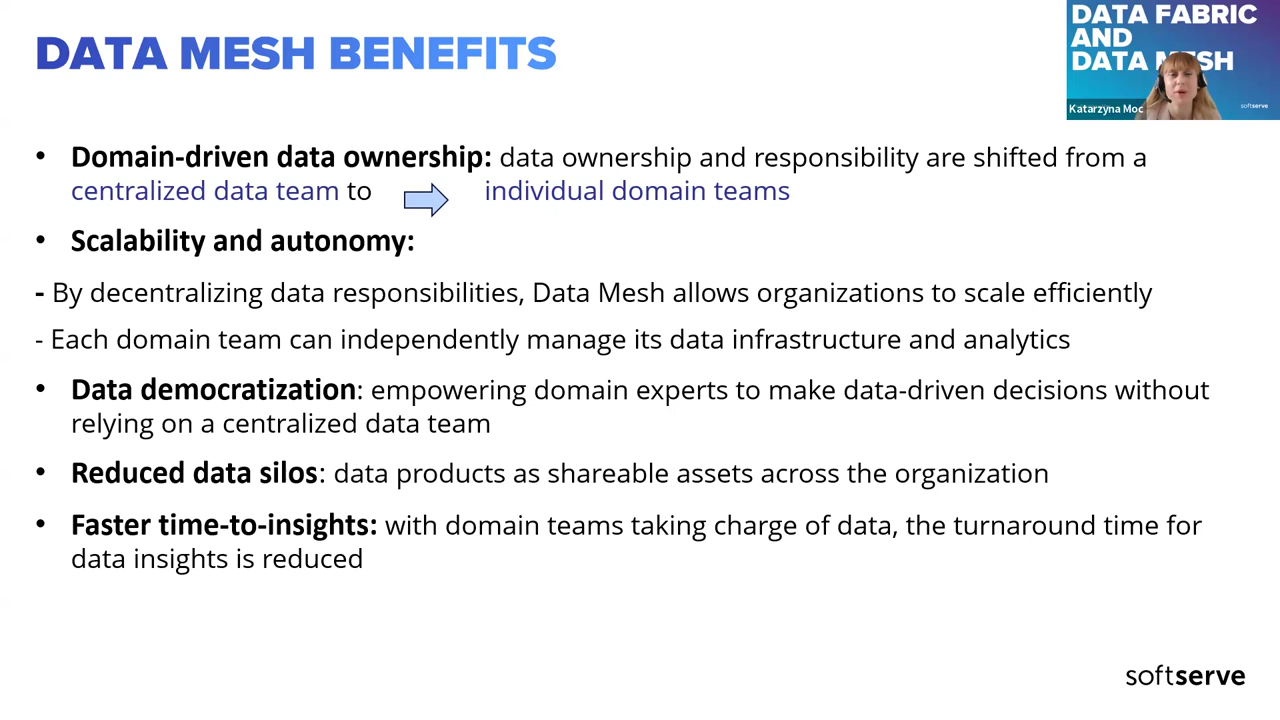 DATA MESH BENEFITS
DATA FABRIC
AND
DATA MESH
Katarzyna Moc
softserve
• Domain-driven data ownership: data ownership and responsibility are shifted from a
centralized data team to individual domain teams
• Scalability and autonomy:
- By decentralizing data responsibilities, Data Mesh allows organizations to scale efficiently
- Each domain team can independently manage its data infrastructure and analytics
• Data democratization: empowering domain experts to make data-driven decisions without
relying on a centralized data team
• Reduced data silos: data products as shareable assets across the organization
• Faster time-to-insights: with domain teams taking charge of data, the turnaround time for
data insights is reduced
softserve